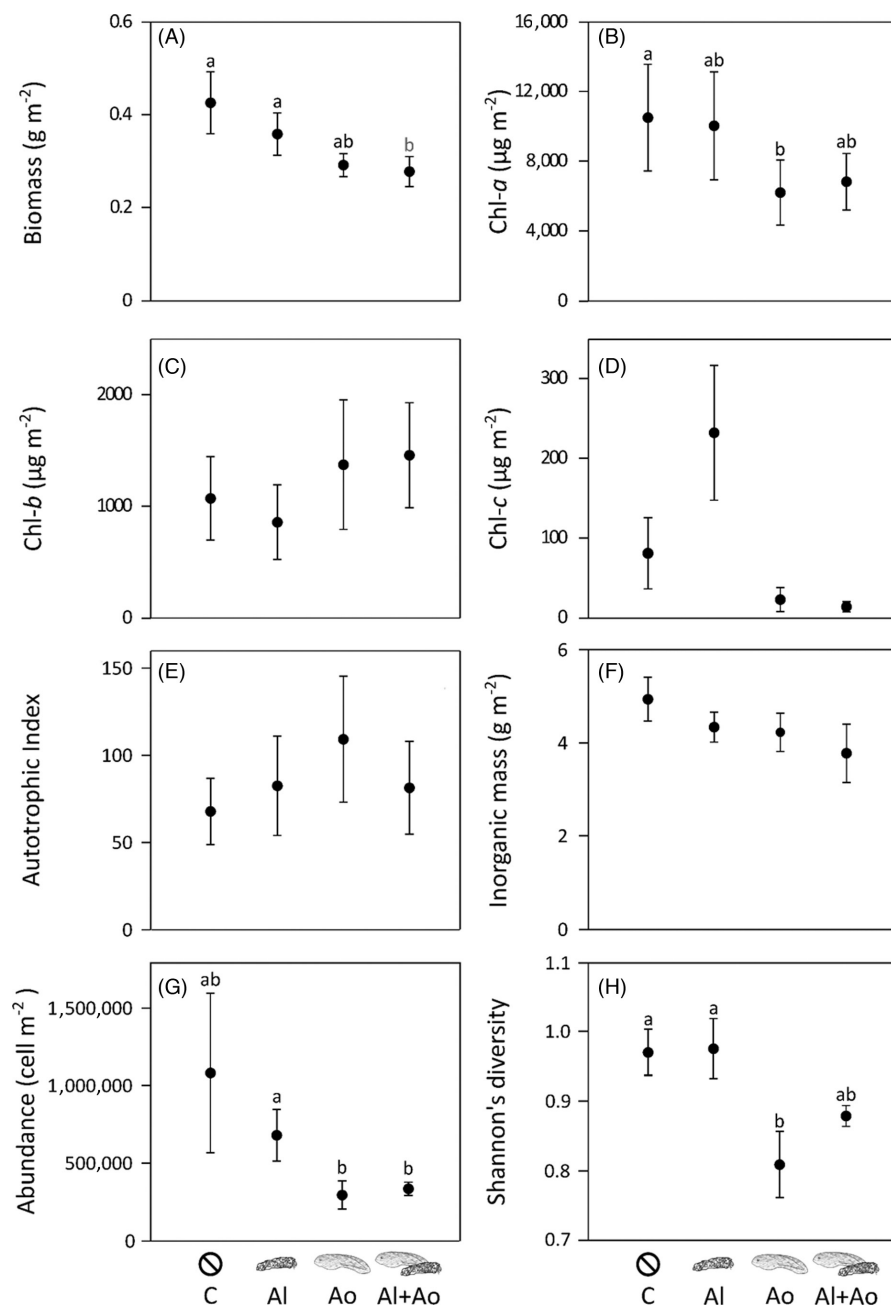 (A)
Biomass (g m-2)
0.6
0.4
0.2
0
a
a
ab
b
(B)
Chl-a (µg m-2)
16,000
12,000
8,000
4,000
0
a
ab
b
ab
(C)
Chl-b (µg m-2)
2000
1000
0
(D)
Chl-c (µg m-2)
300
200
100
0
(E)
Autotrophic Index
150
100
50
0
(F)
Inorganic mass (g m-2)
6
4
2
0
(G)
Abundance (cell m-2)
1,500,000
1,000,000
500,000
0
ab
a
b
b
C Al Ao Al+Ao
(H)
Shannon's diversity
1.1
1.0
0.9
0.8
0.7
a
a
b
ab
C Al Ao Al+Ao